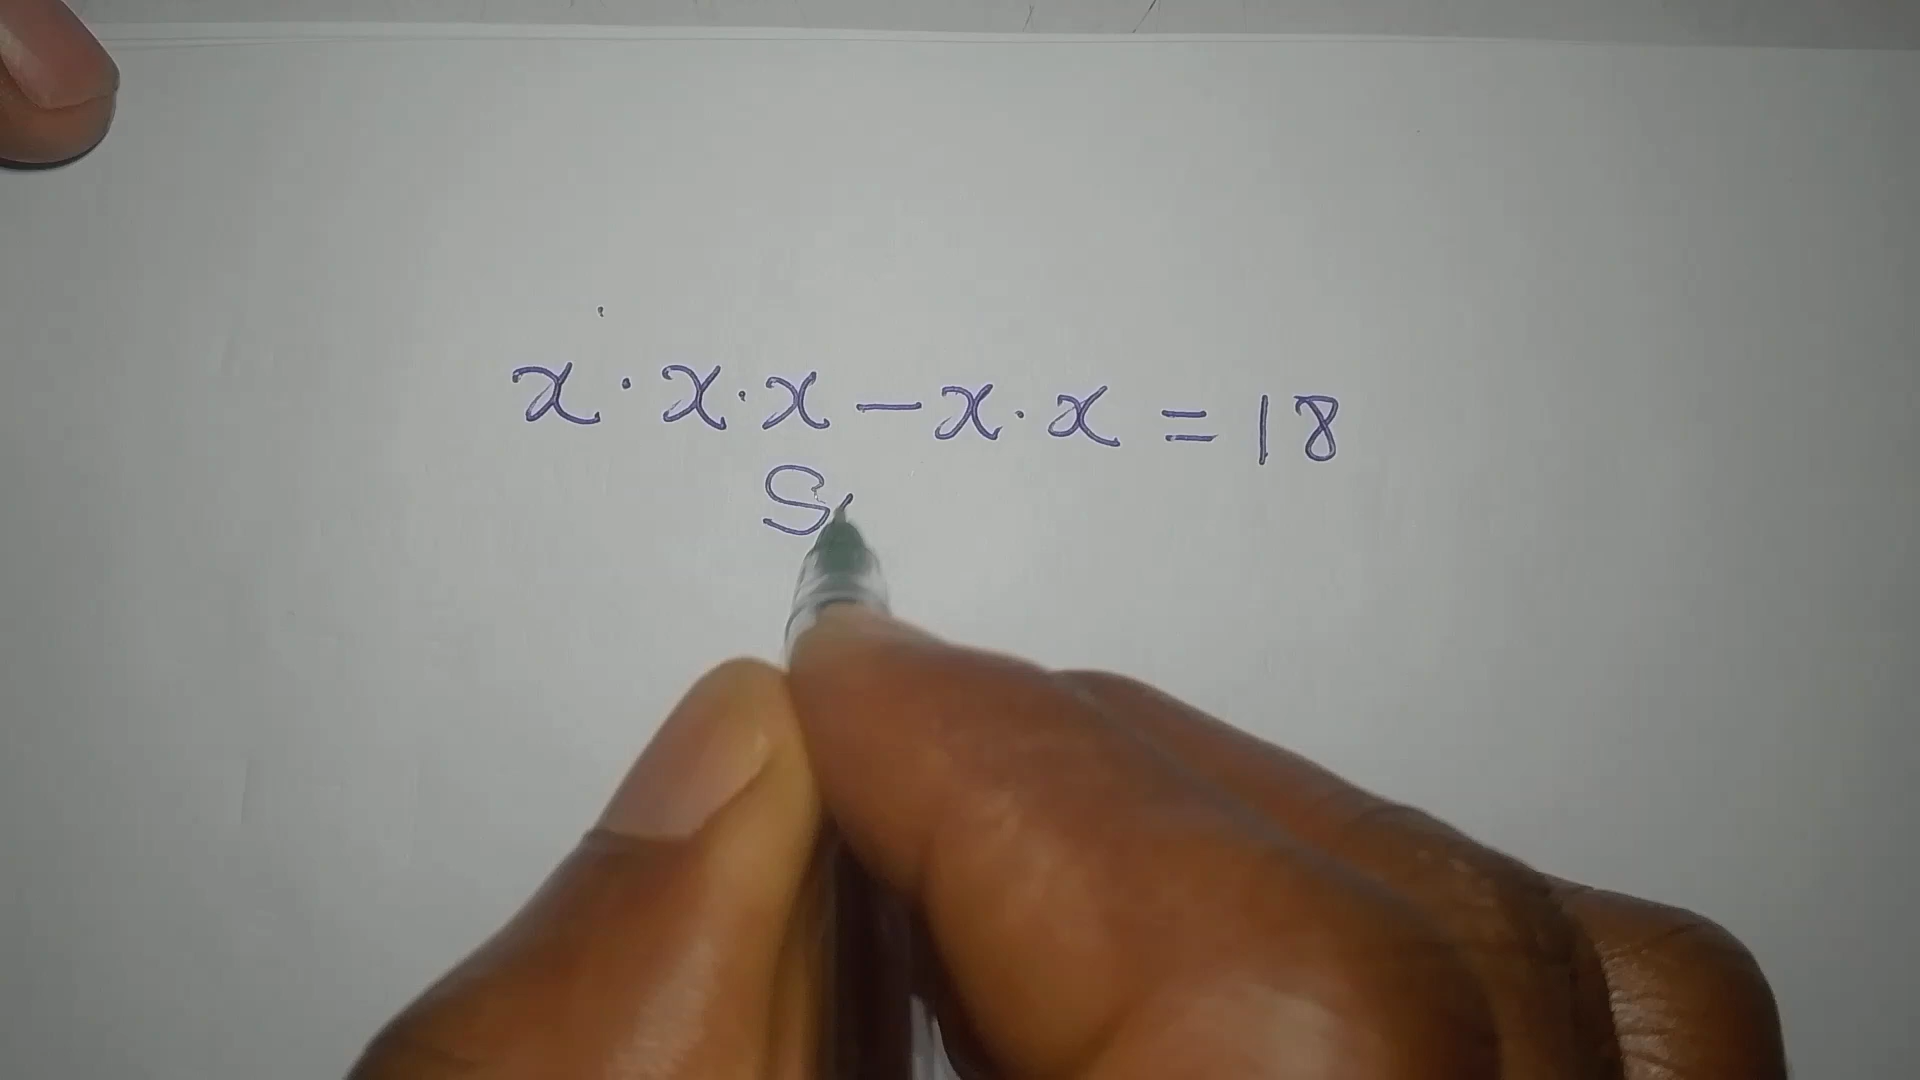 x · x · x – x · x = 18
S